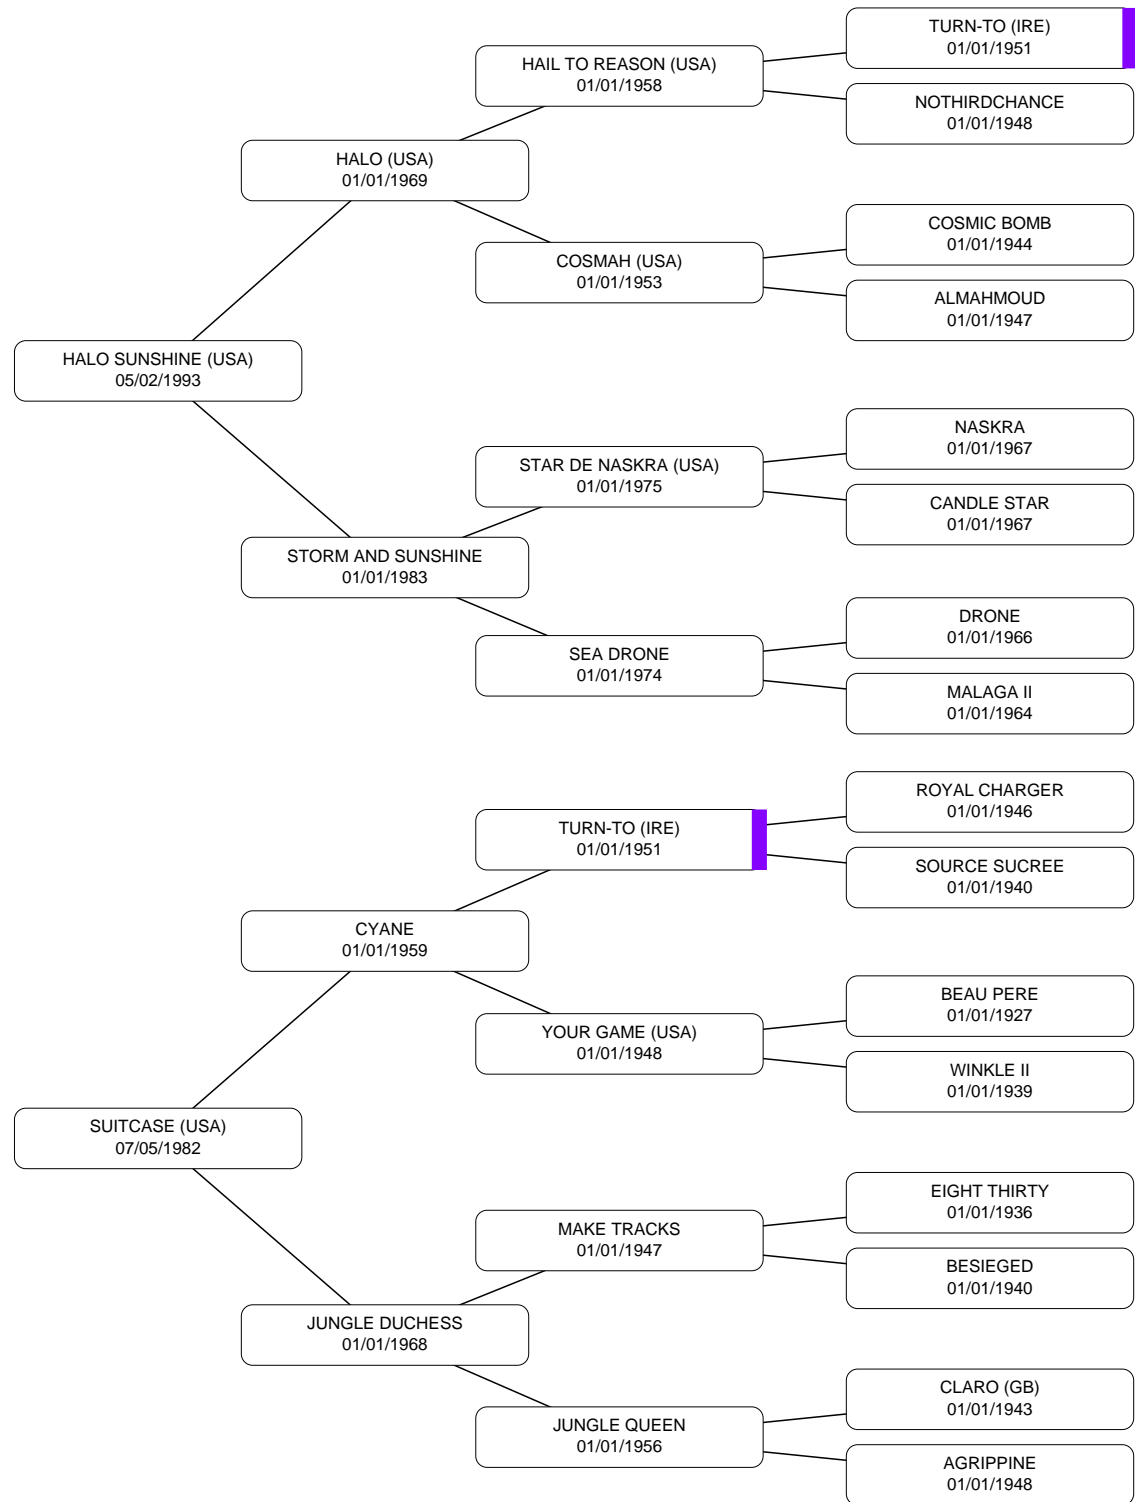 TURN-TO (IRE)
01/01/1951
HAIL TO REASON (USA)
01/01/1958
NOTHIRDCHANCE
01/01/1948
HALO (USA)
01/01/1969
COSMIC BOMB
01/01/1944
COSMAH (USA)
01/01/1953
ALMAHMOUD
01/01/1947
HALO SUNSHINE (USA)
05/02/1993
NASKRA
01/01/1967
STAR DE NASKRA (USA)
01/01/1975
CANDLE STAR
01/01/1967
STORM AND SUNSHINE
01/01/1983
DRONE
01/01/1966
SEA DRONE
01/01/1974
MALAGA II
01/01/1964
ROYAL CHARGER
01/01/1946
TURN-TO (IRE)
01/01/1951
SOURCE SUCREE
01/01/1940
CYANE
01/01/1959
BEAU PERE
01/01/1927
YOUR GAME (USA)
01/01/1948
WINKLE II
01/01/1939
SUITCASE (USA)
07/05/1982
EIGHT THIRTY
01/01/1936
MAKE TRACKS
01/01/1947
BESIEGED
01/01/1940
JUNGLE DUCHESS
01/01/1968
CLARO (GB)
01/01/1943
JUNGLE QUEEN
01/01/1956
AGRIPPINE
01/01/1948